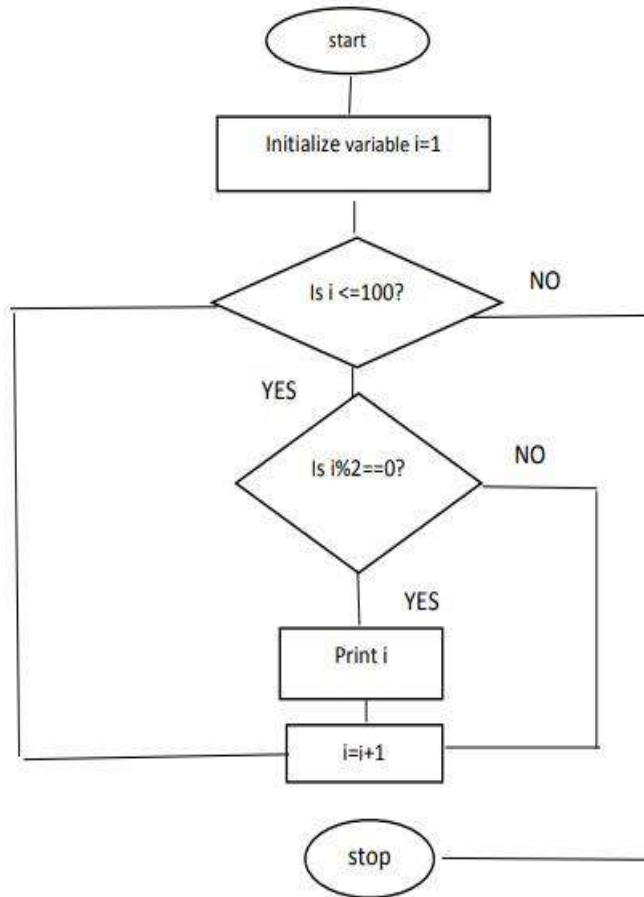 start
Initialize variable i=1
Is i <=100?
NO
YES
Is i%2==0?
NO
YES
Print i
i=i+1
stop